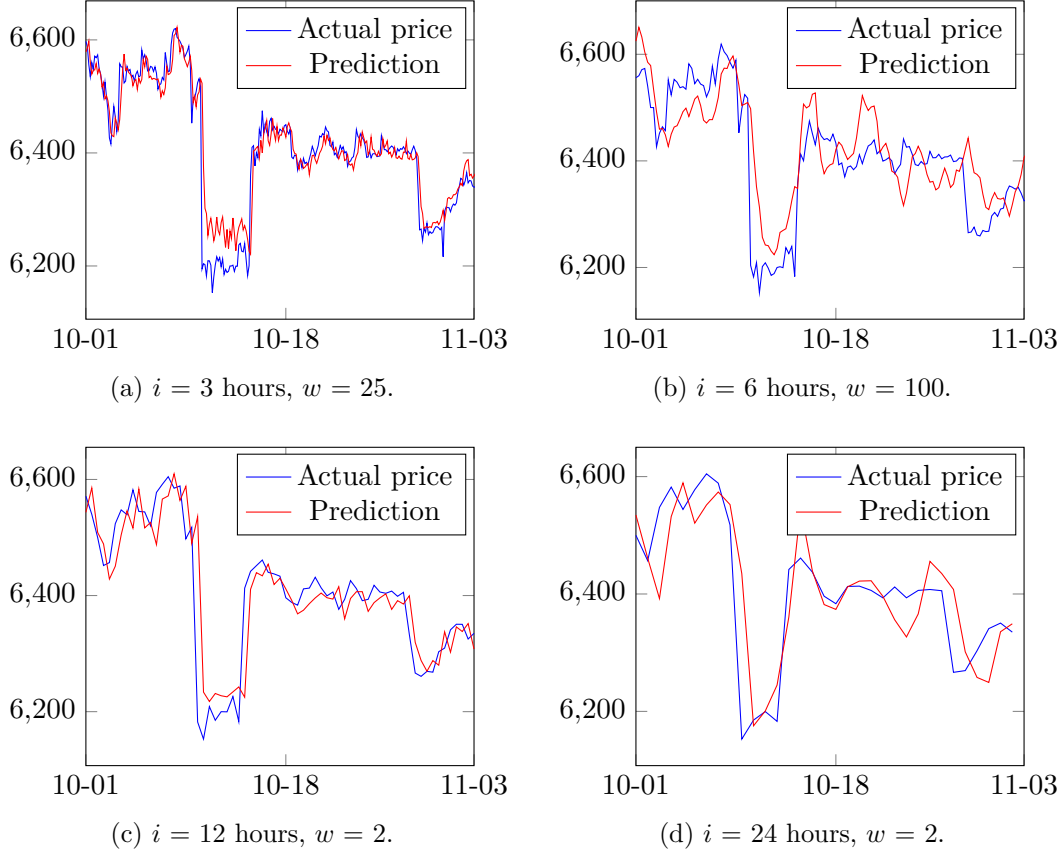 6,600
6,400
6,200
10-01
10-18
11-03
Actual price
Prediction
(a) i = 3 hours, w = 25.
6,600
6,400
6,200
10-01
10-18
11-03
Actual price
Prediction
(b) i = 6 hours, w = 100.
6,600
6,400
6,200
10-01
10-18
11-03
Actual price
Prediction
(c) i = 12 hours, w = 2.
6,600
6,400
6,200
10-01
10-18
11-03
Actual price
Prediction
(d) i = 24 hours, w = 2.